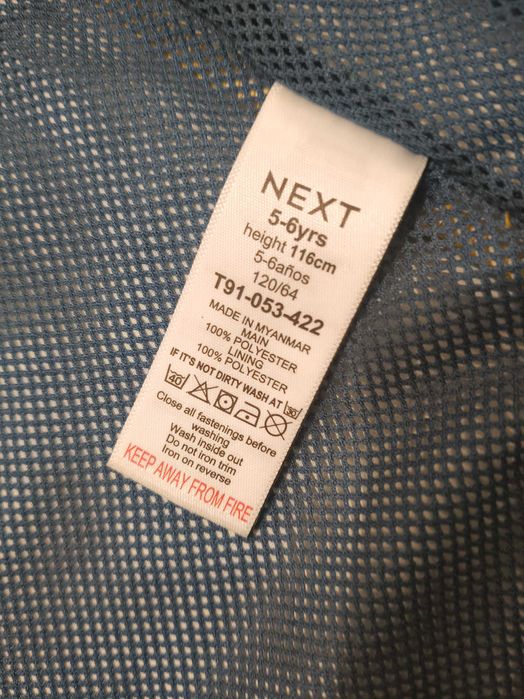 NEXT
5-6yrs
height 116cm
5-6años
120/64
T91-053-422
MADE IN MYANMAR
MAIN
100% POLYESTER
LINING
100% POLYESTER
IF IT'S NOT DIRTY WASH AT 30
40
Close all fastenings before
washing
Wash inside out
Do not iron trim
Iron on reverse
KEEP AWAY FROM FIRE